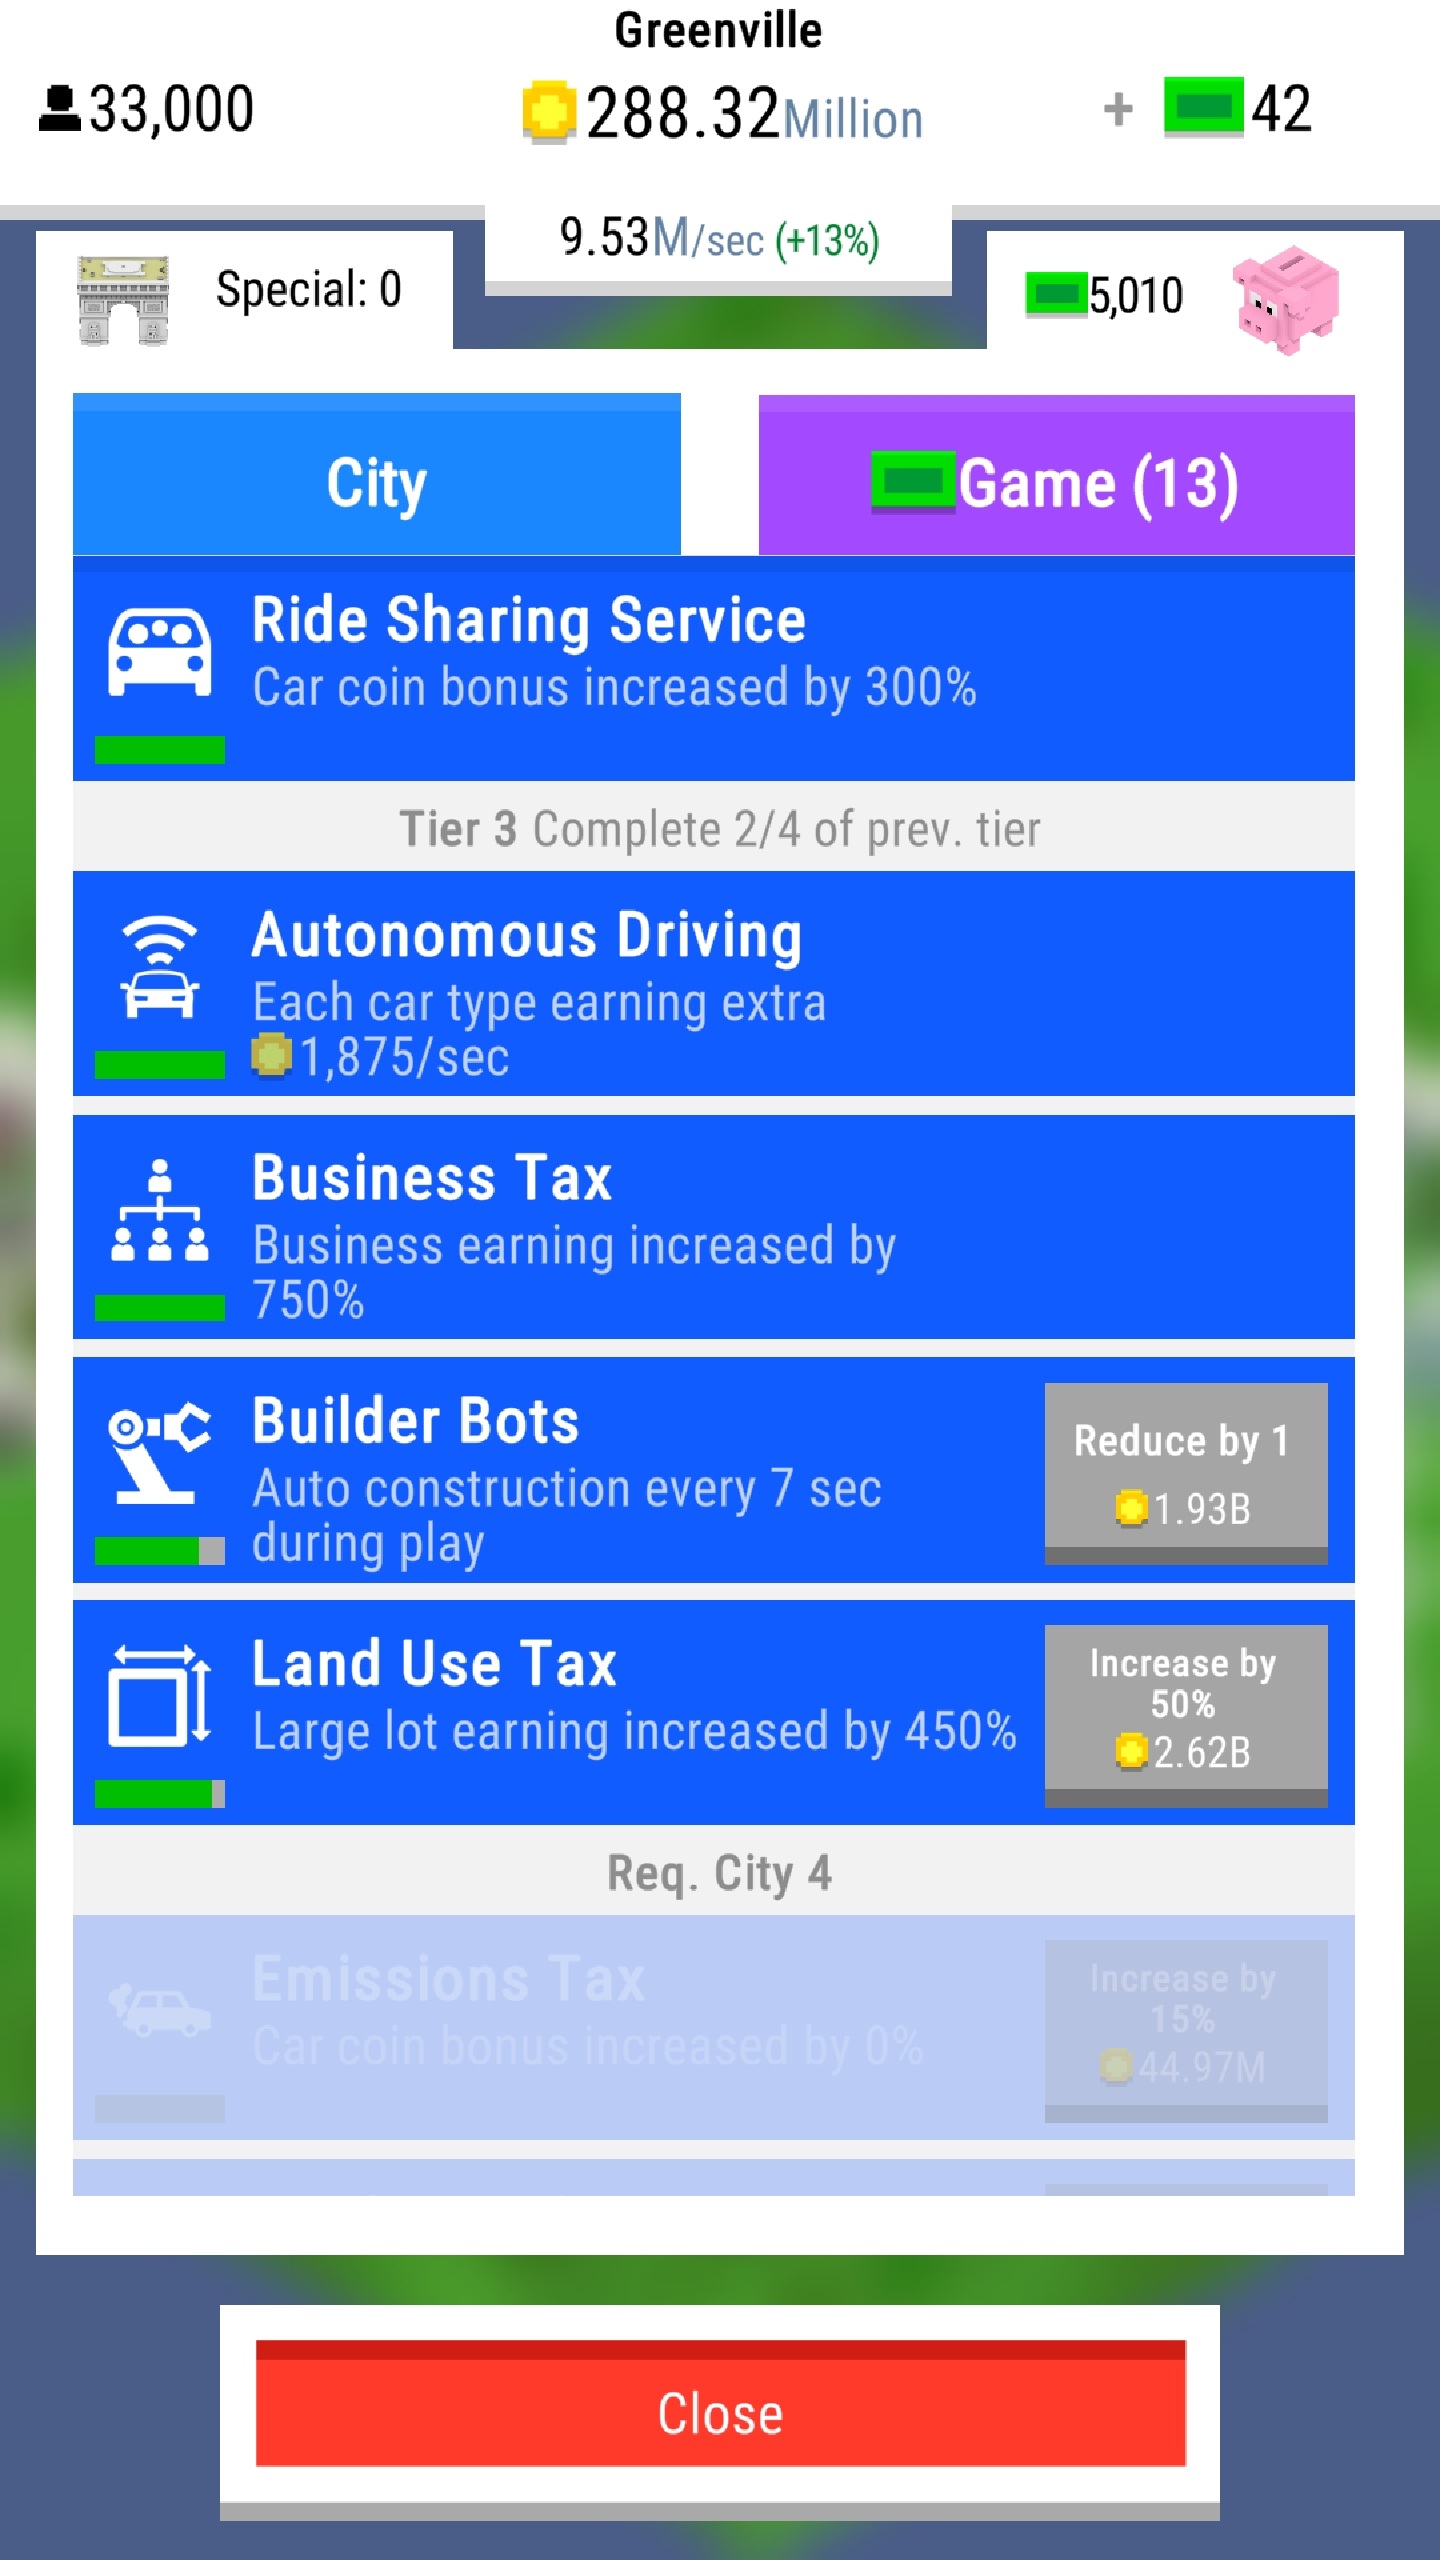 Greenville
33,000
288.32Million
+ 42
9.53M/sec (+13%)
Special: 0
5,010
City
Game (13)
Ride Sharing Service
Car coin bonus increased by 300%
Tier 3 Complete 2/4 of prev. tier
Autonomous Driving
Each car type earning extra
1,875/sec
Business Tax
Business earning increased by
750%
Builder Bots
Auto construction every 7 sec
during play
Reduce by 1
1.93B
Land Use Tax
Large lot earning increased by 450%
Increase by
50%
2.62B
Req. City 4
Emissions Tax
Car coin bonus increased by 0%
Increase by
15%
44.97M
Close